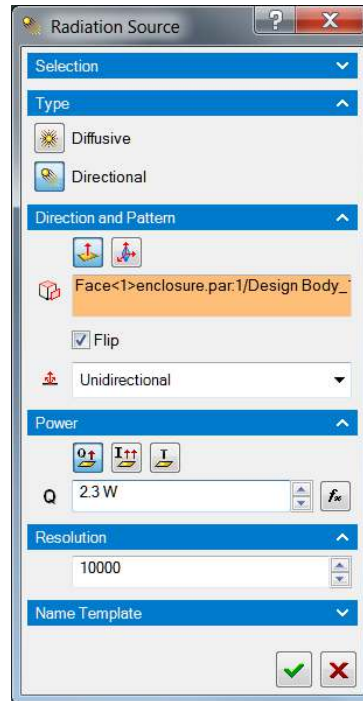 Radiation Source
?
X
Selection
Type
Diffusive
Directional
Direction and Pattern
Face<1>enclosure.par:1/Design Body_
Flip
Unidirectional
Power
Q I T
Q 2.3 W fx
Resolution
10000
Name Template